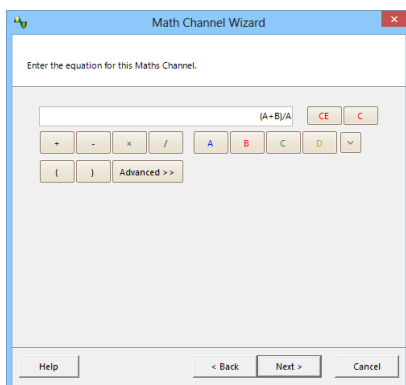 Math Channel Wizard
Enter the equation for this Maths Channel.
(A+B)/A CE C
+ - × / A B C D
( ) Advanced >>
Help < Back Next > Cancel